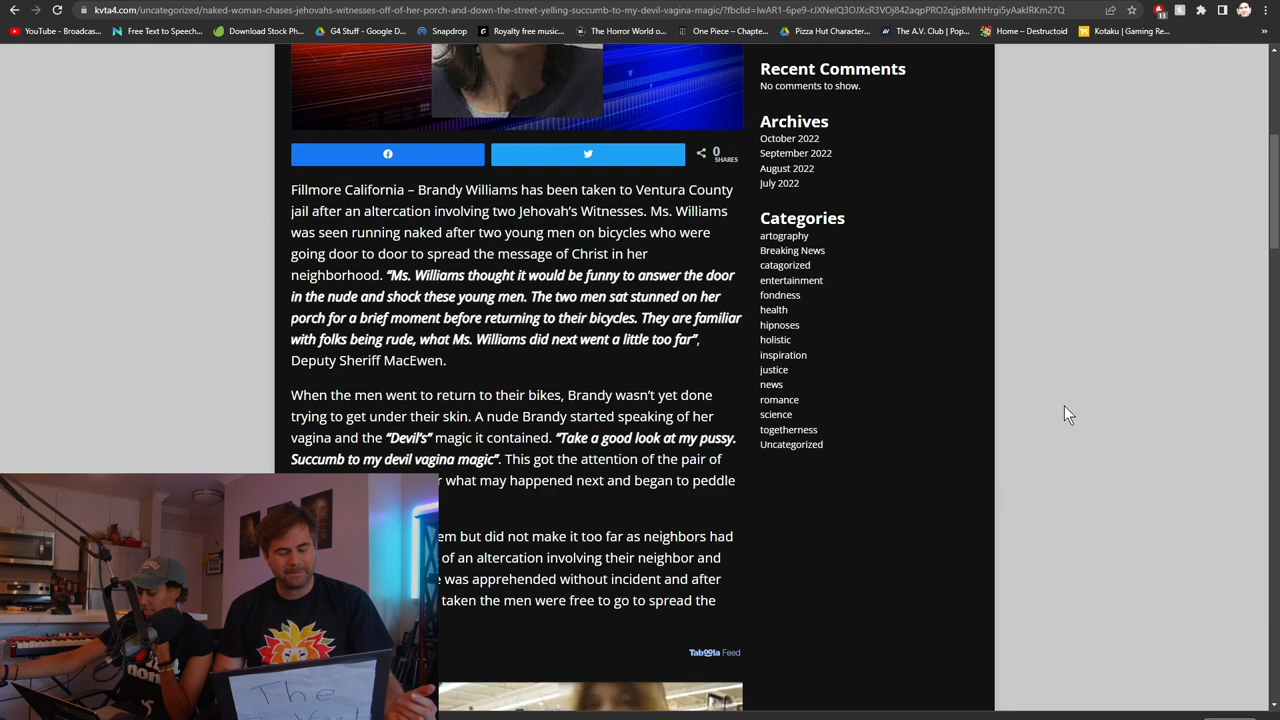 kvta4.com/uncategorized/naked-woman-chases-jehovahs-witnesses-off-of-her-porch-and-down-the-street-yelling-succumb-to-my-devil-vagina-magic/?fbclid=IwAR1-6pe9-rJXNeIQ3OJXcR3VOj842aqpPRO2qjpBMrhHrgi5yAakIRKm27Q
13
YouTube - Broadcas...
Free Text to Speech...
Download Stock Ph...
G4 Stuff - Google D...
Snapdrop
Royalty free music...
The Horror World o...
One Piece — Chapte...
Pizza Hut Character...
The A.V. Club | Pop...
Home – Destructoid
Kotaku | Gaming Re...
»
0
SHARES
Fillmore California – Brandy Williams has been taken to Ventura County
jail after an altercation involving two Jehovah's Witnesses. Ms. Williams
was seen running naked after two young men on bicycles who were
going door to door to spread the message of Christ in her
neighborhood. "Ms. Williams thought it would be funny to answer the door
in the nude and shock these young men. The two men sat stunned on her
porch for a brief moment before returning to their bicycles. They are familiar
with folks being rude, what Ms. Williams did next went a little too far",
Deputy Sheriff MacEwen.
When the men went to return to their bikes, Brandy wasn't yet done
trying to get under their skin. A nude Brandy started speaking of her
vagina and the "Devil's" magic it contained. "Take a good look at my pussy.
Succumb to my devil vagina magic". This got the attention of the pair of
what may happened next and began to peddle
em but did not make it too far as neighbors had
of an altercation involving their neighbor and
was apprehended without incident and after
taken the men were free to go to spread the
Taboola Feed
Recent Comments
No comments to show.
Archives
October 2022
September 2022
August 2022
July 2022
Categories
artography
Breaking News
catagorized
entertainment
fondness
health
hipnoses
holistic
inspiration
justice
news
romance
science
togetherness
Uncategorized
The